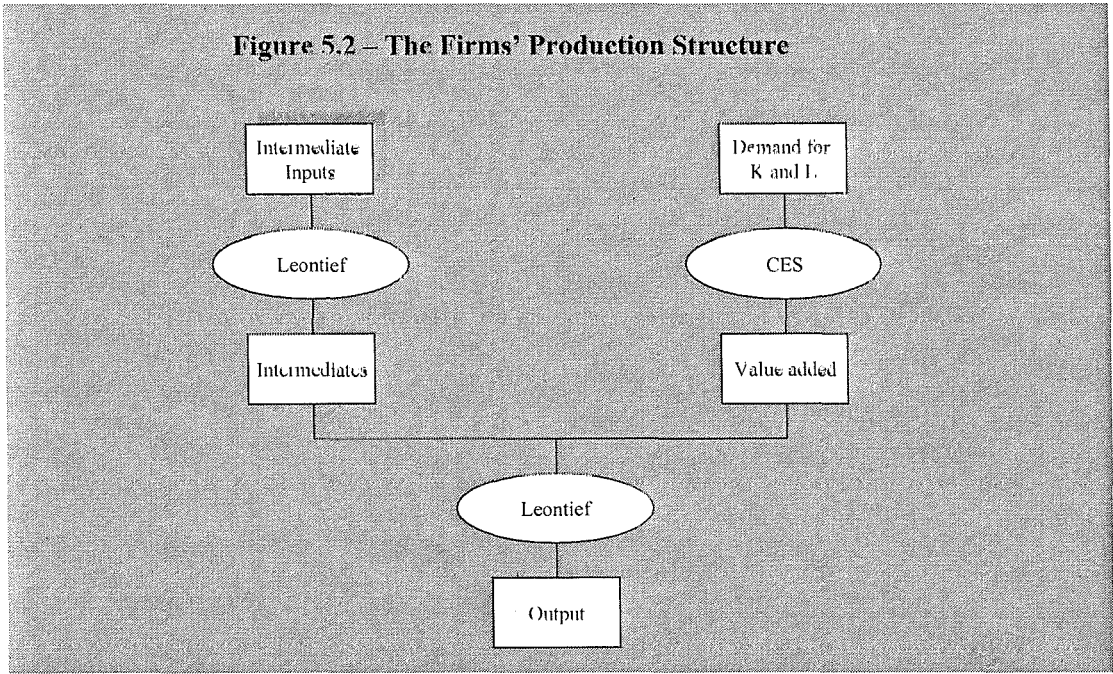 Figure 5.2 – The Firms' Production Structure
Intermediate
Inputs
Demand for
K and L
Leontief
CES
Intermediates
Value added
Leontief
Output